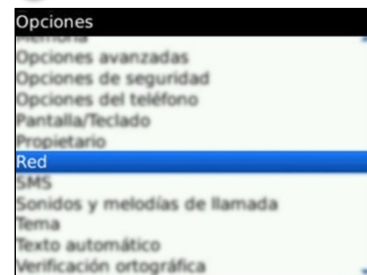 Opciones
Memoria
Opciones avanzadas
Opciones de seguridad
Opciones del teléfono
Pantalla/Teclado
Propietario
Red
SMS
Sonidos y melodías de llamada
Tema
Texto automático
Verificación ortográfica